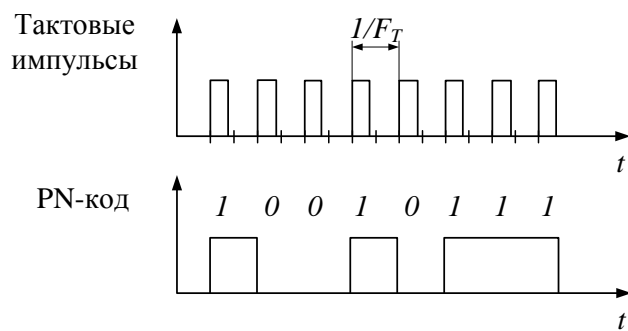 Тактовые
импульсы
1/F_T
t
PN-код
1 0 0 1 0 1 1 1
t